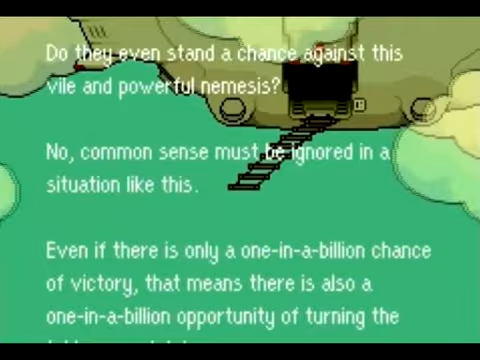 Do they even stand a chance against this
vile and powerful nemesis?
No, common sense must be ignored in a
situation like this.
Even if there is only a one-in-a-billion chance
of victory, that means there is also a
one-in-a-billion opportunity of turning the